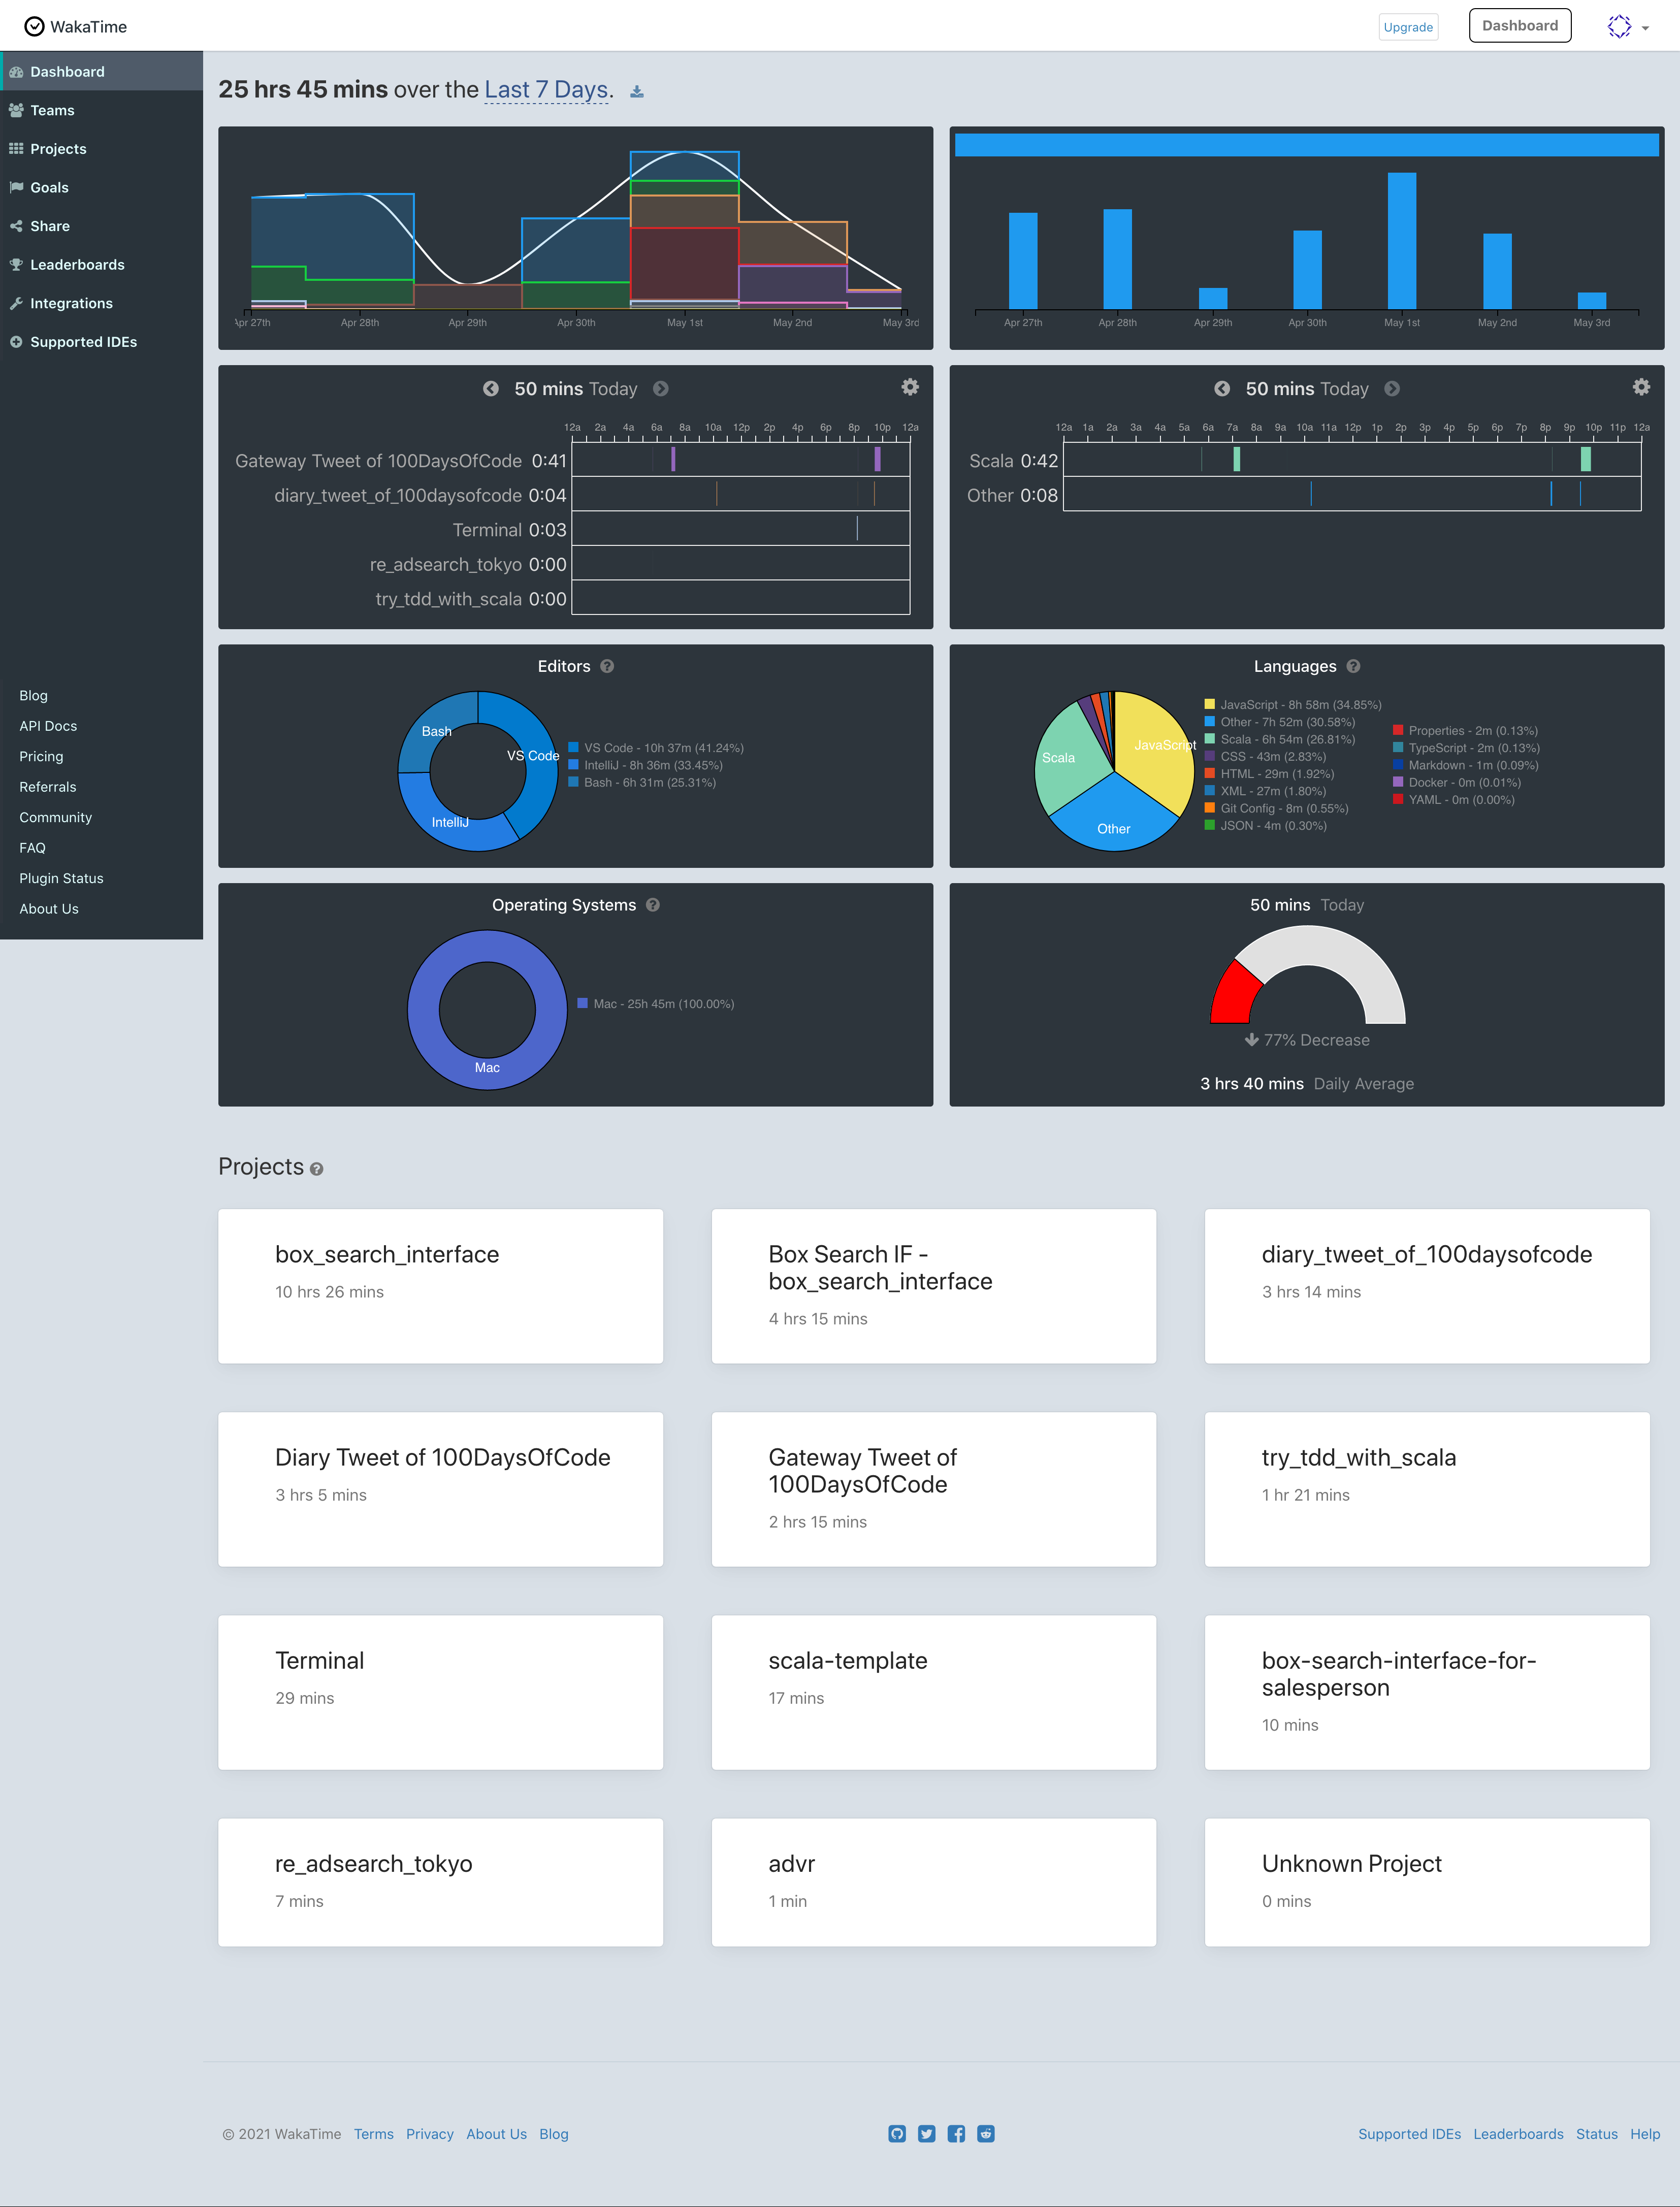 WakaTime
Upgrade
Dashboard
Dashboard
Teams
Projects
Goals
Share
Leaderboards
Integrations
Supported IDEs
Blog
API Docs
Pricing
Referrals
Community
FAQ
Plugin Status
About Us
25 hrs 45 mins over the Last 7 Days.
Apr 27th Apr 28th Apr 29th Apr 30th May 1st May 2nd May 3rd
Apr 27th Apr 28th Apr 29th Apr 30th May 1st May 2nd May 3rd
50 mins Today
12a 2a 4a 6a 8a 10a 12p 2p 4p 6p 8p 10p 12a
Gateway Tweet of 100DaysOfCode 0:41
diary_tweet_of_100daysofcode 0:04
Terminal 0:03
re_adsearch_tokyo 0:00
try_tdd_with_scala 0:00
50 mins Today
12a 1a 2a 3a 4a 5a 6a 7a 8a 9a 10a 11a 12p 1p 2p 3p 4p 5p 6p 7p 8p 9p 10p 11p 12a
Scala 0:42
Other 0:08
Editors
Bash
VS Code
IntelliJ
VS Code - 10h 37m (41.24%)
IntelliJ - 8h 36m (33.45%)
Bash - 6h 31m (25.31%)
Languages
JavaScript
Scala
Other
JavaScript - 8h 58m (34.85%)
Other - 7h 52m (30.58%)
Scala - 6h 54m (26.81%)
CSS - 43m (2.83%)
HTML - 29m (1.92%)
XML - 27m (1.80%)
Git Config - 8m (0.55%)
JSON - 4m (0.30%)
Properties - 2m (0.13%)
TypeScript - 2m (0.13%)
Markdown - 1m (0.09%)
Docker - 0m (0.01%)
YAML - 0m (0.00%)
Operating Systems
Mac
Mac - 25h 45m (100.00%)
50 mins Today
77% Decrease
3 hrs 40 mins Daily Average
Projects
box_search_interface
10 hrs 26 mins
Box Search IF -
box_search_interface
4 hrs 15 mins
diary_tweet_of_100daysofcode
3 hrs 14 mins
Diary Tweet of 100DaysOfCode
3 hrs 5 mins
Gateway Tweet of
100DaysOfCode
2 hrs 15 mins
try_tdd_with_scala
1 hr 21 mins
Terminal
29 mins
scala-template
17 mins
box-search-interface-for-
salesperson
10 mins
re_adsearch_tokyo
7 mins
advr
1 min
Unknown Project
0 mins
© 2021 WakaTime Terms Privacy About Us Blog
Supported IDEs Leaderboards Status Help